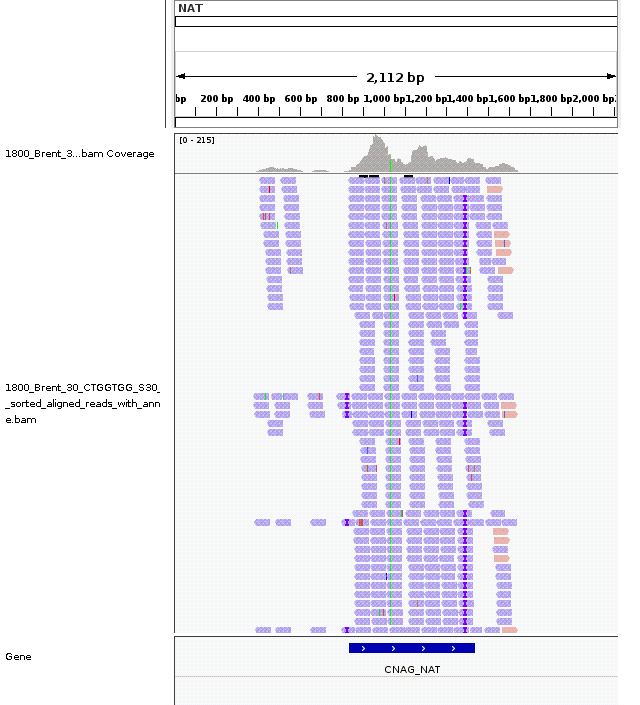 NAT
2,112 bp
bp 200 bp 400 bp 600 bp 800 bp 1,000 bp 1,200 bp 1,400 bp 1,600 bp 1,800 bp 2,000 bp
[0 - 215]
1800_Brent_3...bam Coverage
1800_Brent_30_CTGGTGG_S30_
_sorted_aligned_reads_with_ann
e.bam
Gene
CNAG_NAT